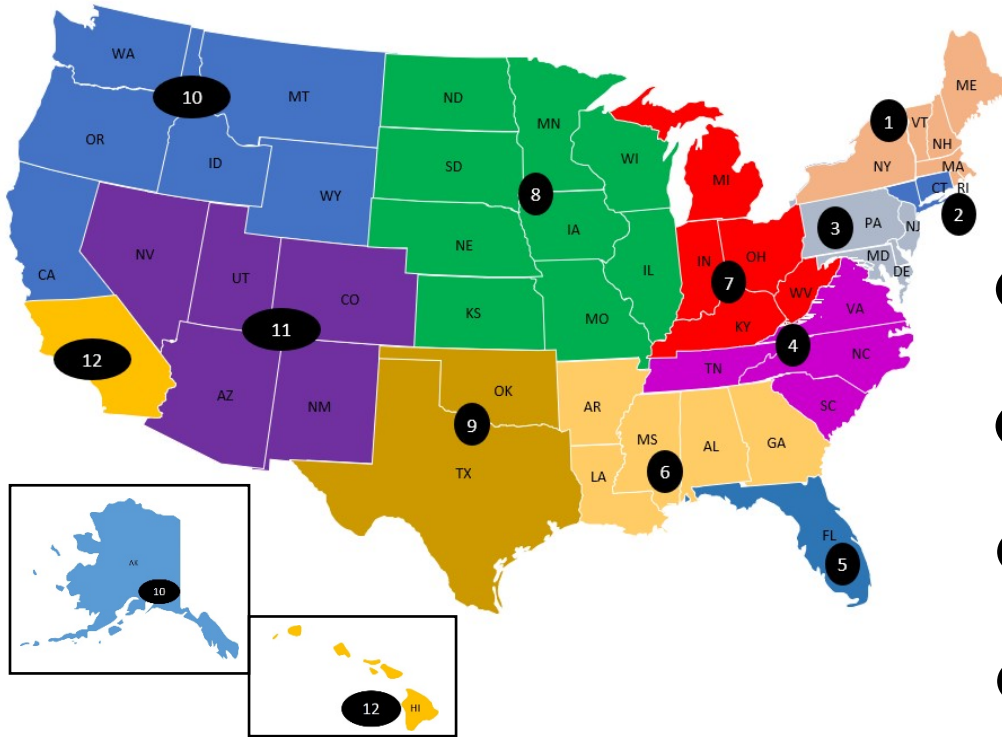 WA
MT
ND
MN
ME
10
1
VT
OR
ID
SD
WI
NH
NY
MA
WY
8
MI
CT
RI
2
3
PA
NJ
NE
IA
MD
DE
NV
UT
IN
OH
CA
CO
IL
7
WV
VA
KS
MO
KY
11
4
NC
12
TN
AZ
NM
OK
AR
SC
9
MS
AL
GA
TX
LA
6
FL
5
AK
10
12
HI